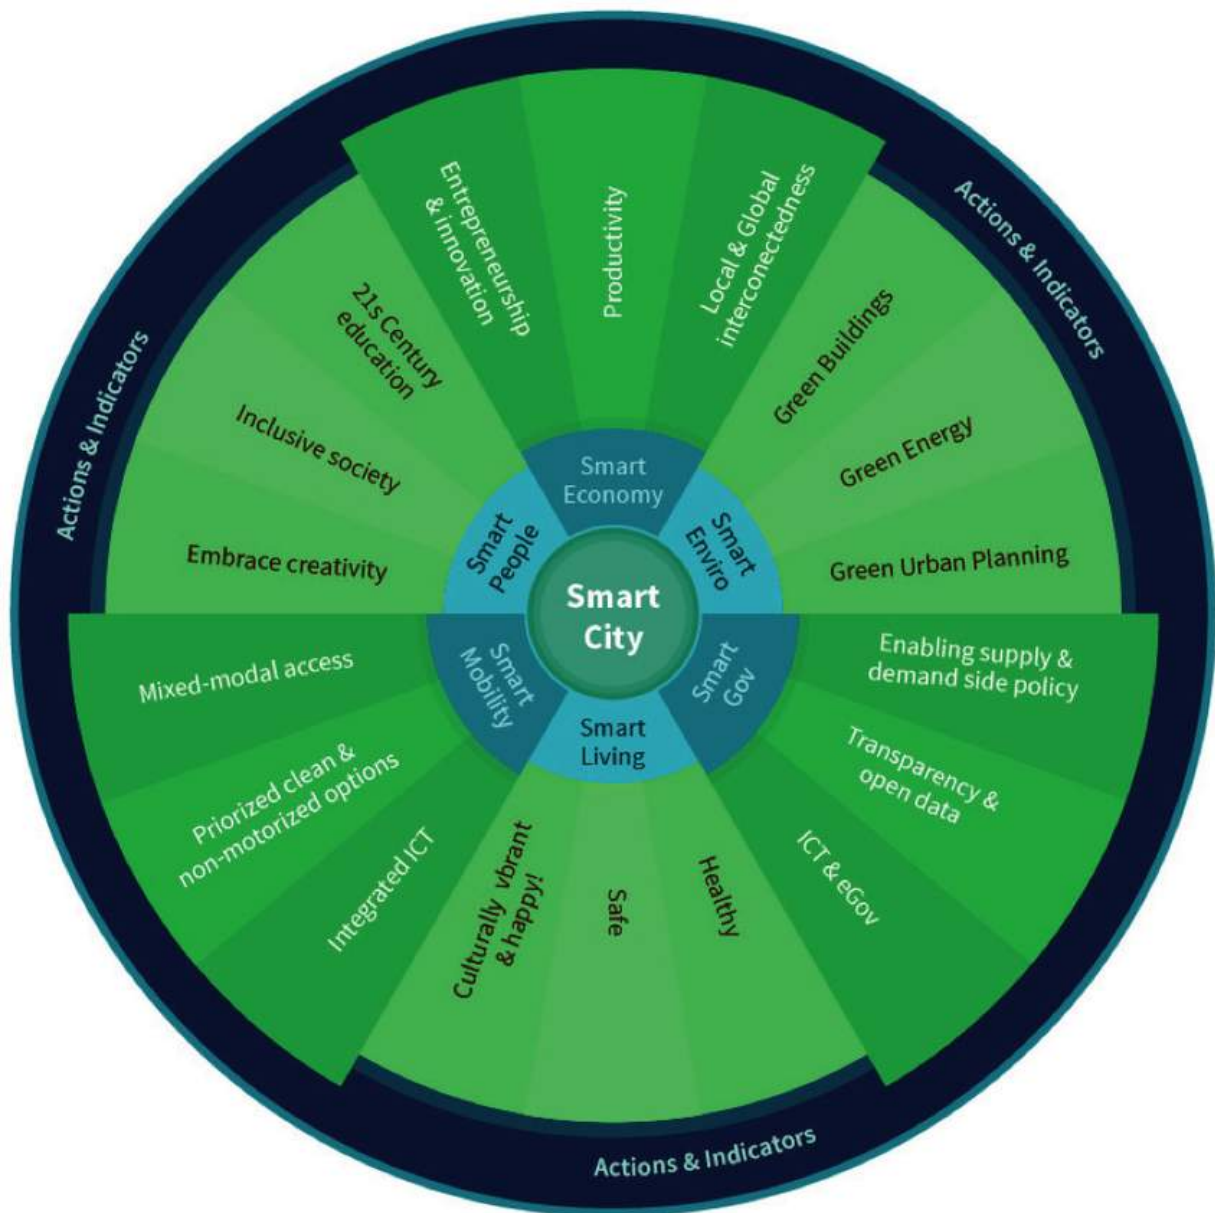 Smart
City
Smart
Economy
Entrepreneurship
& innovation
Productivity
Local & Global
interconectedness
Smart
Enviro
Green Buildings
Green Energy
Green Urban Planning
Smart
Gov
Enabling supply &
demand side policy
Transparency &
open data
ICT & eGov
Smart
Living
Healthy
Safe
Culturally vbrant
& happy!
Smart
Mobility
Integrated ICT
Priorized clean &
non-motorized options
Mixed-modal access
Smart
People
Embrace creativity
Inclusive society
21s Century
education
Actions & Indicators
Actions & Indicators
Actions & Indicators